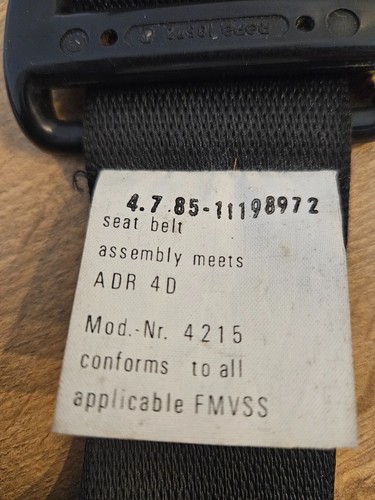 4.7.85-11198972
seat belt
assembly meets
ADR 4D
Mod.-Nr. 4215
conforms to all
applicable FMVSS